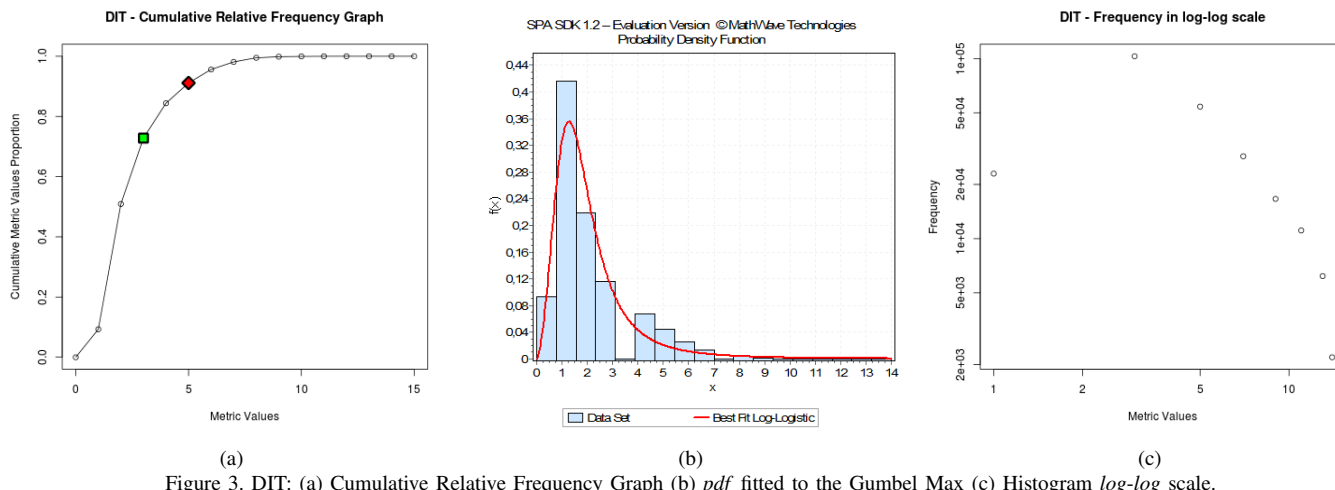 DIT - Cumulative Relative Frequency Graph
Cumulative Metric Values Proportion
1.0
0.8
0.6
0.4
0.2
0.0
0 5 10 15
Metric Values
(a)
SPA SDK 1.2 – Evaluation Version © MathWave Technologies
Probability Density Function
f(x)
0,44
0,4
0,36
0,32
0,28
0,24
0,2
0,16
0,12
0,08
0,04
0
0 1 2 3 4 5 6 7 8 9 10 11 12 13 14
x
Data Set Best Fit Log-Logistic
(b)
DIT - Frequency in log-log scale
Frequency
1e+05
5e+04
2e+04
1e+04
5e+03
2e+03
1 2 5 10
Metric Values
(c)
Figure 3. DIT: (a) Cumulative Relative Frequency Graph (b) pdf fitted to the Gumbel Max (c) Histogram log-log scale.